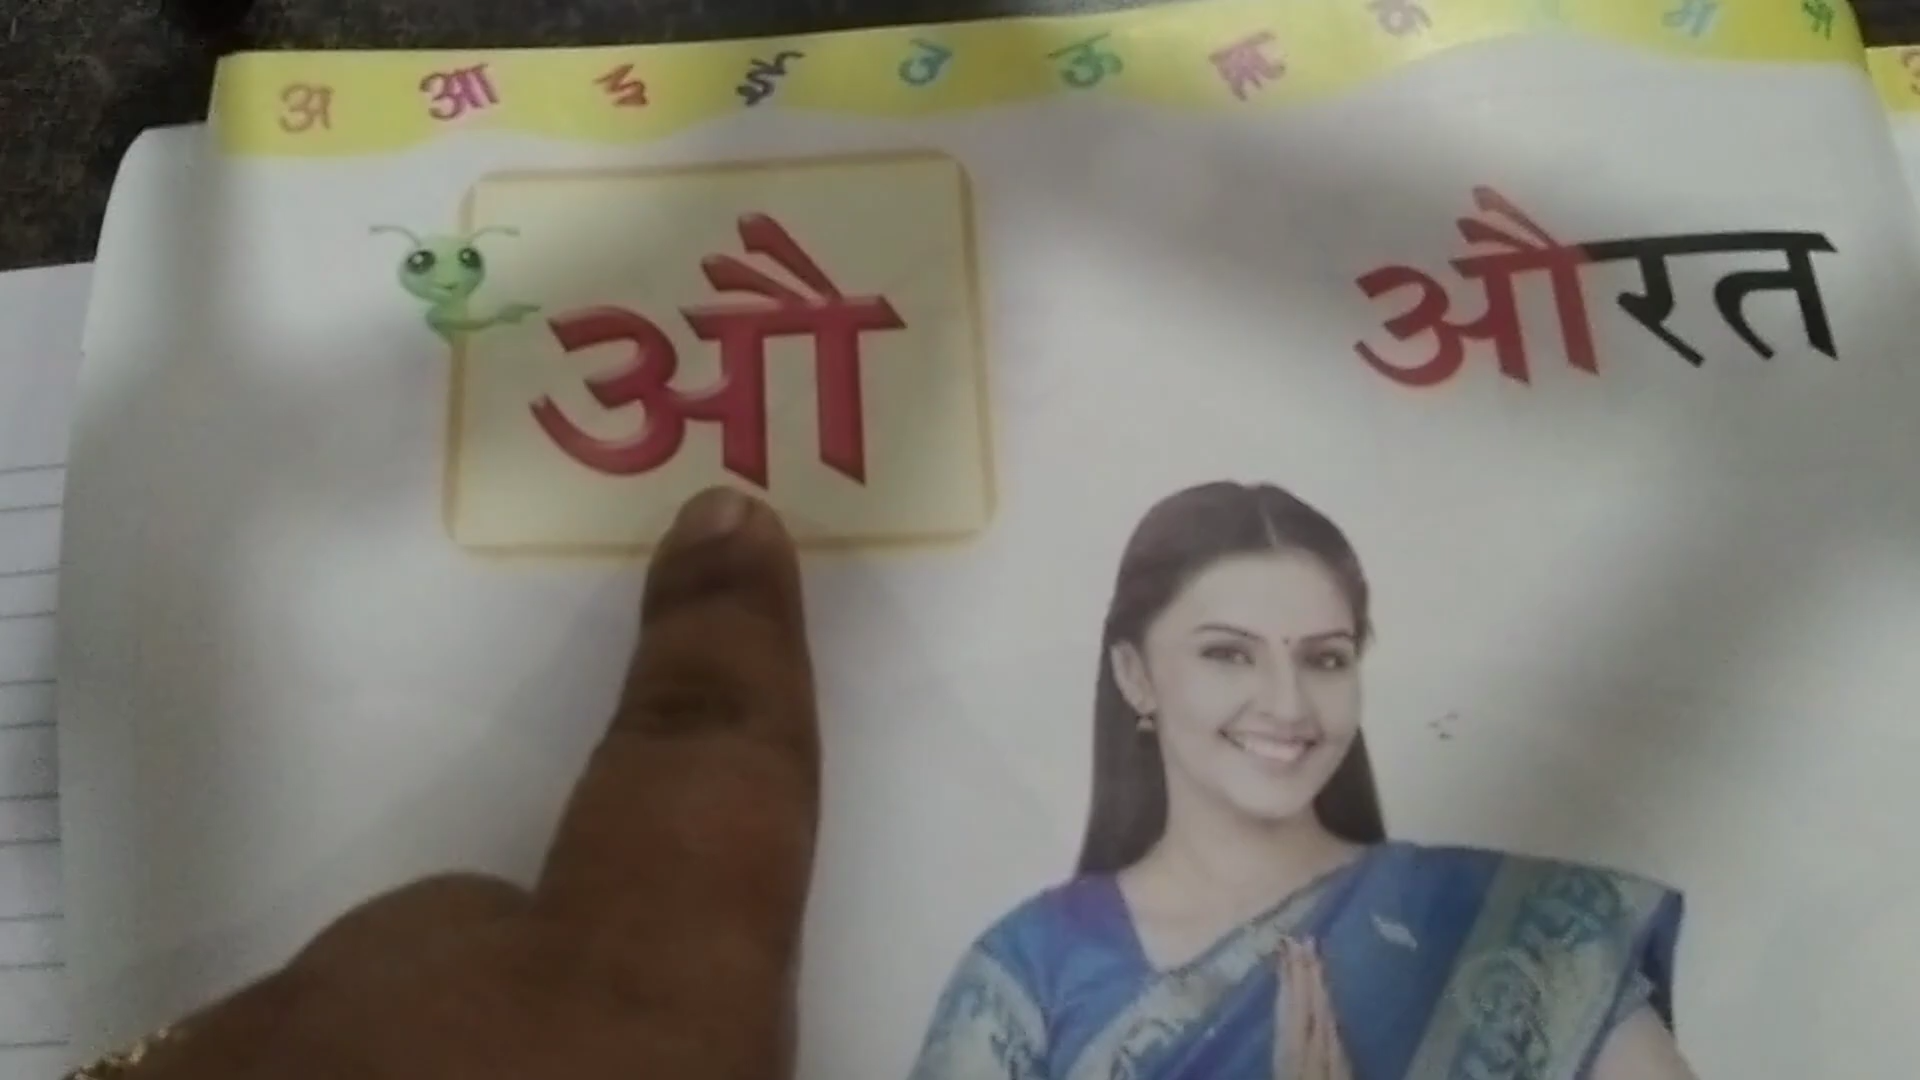 अ आ इ ई उ ऊ ऋ क
औ
औरत